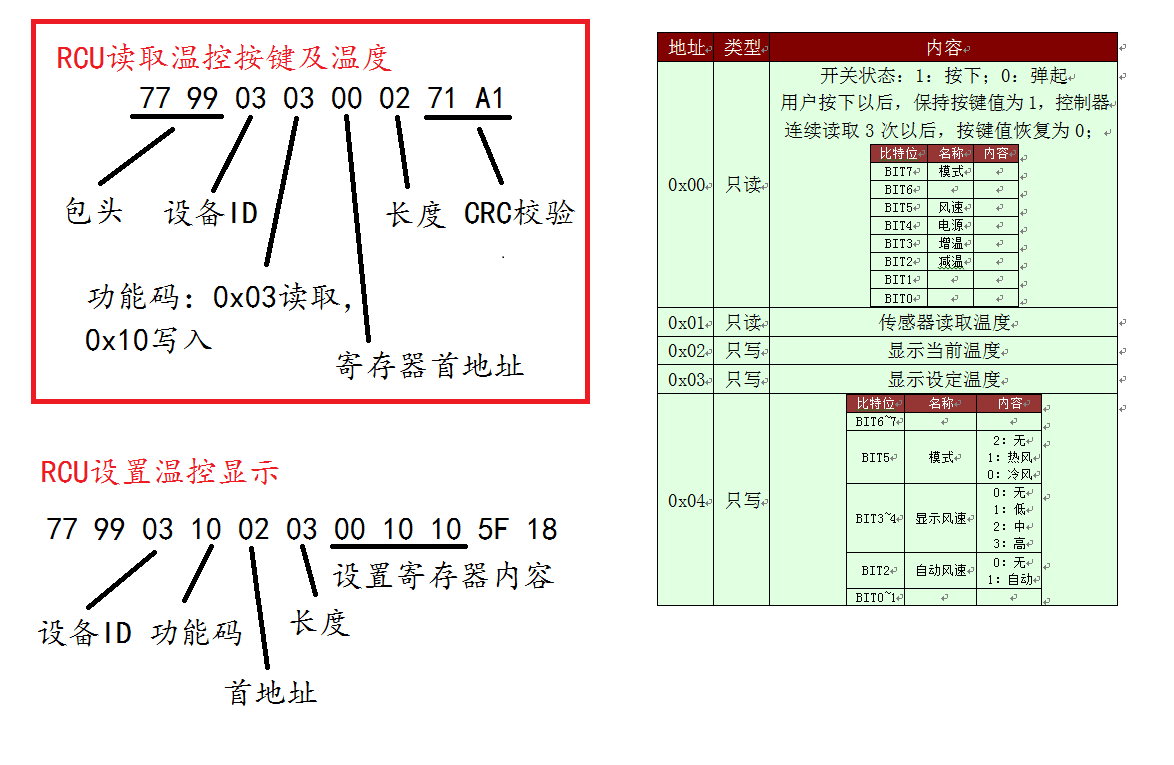 RCU读取温控按键及温度
77 99 03 03 00 02 71 A1
包头 设备ID 长度 CRC校验
功能码：0x03读取，
0x10写入
寄存器首地址
RCU设置温控显示
77 99 03 10 02 03 00 10 10 5F 18
设置寄存器内容
设备ID 功能码 长度
首地址
地址 类型 内容
0x00 只读
开关状态：1：按下；0：弹起
用户按下以后，保持按键值为1，控制器
连续读取3次以后，按键值恢复为0；
比特位 名称 内容
BIT7 模式
BIT6
BIT5 风速
BIT4 电源
BIT3 增温
BIT2 减温
BIT1
BIT0
0x01 只读 传感器读取温度
0x02 只写 显示当前温度
0x03 只写 显示设定温度
0x04 只写
比特位 名称 内容
BIT6~7
BIT5 模式
2：无
1：热风
0：冷风
BIT3~4 显示风速
0：无
1：低
2：中
3：高
BIT2 自动风速
0：无
1：自动
BIT0~1